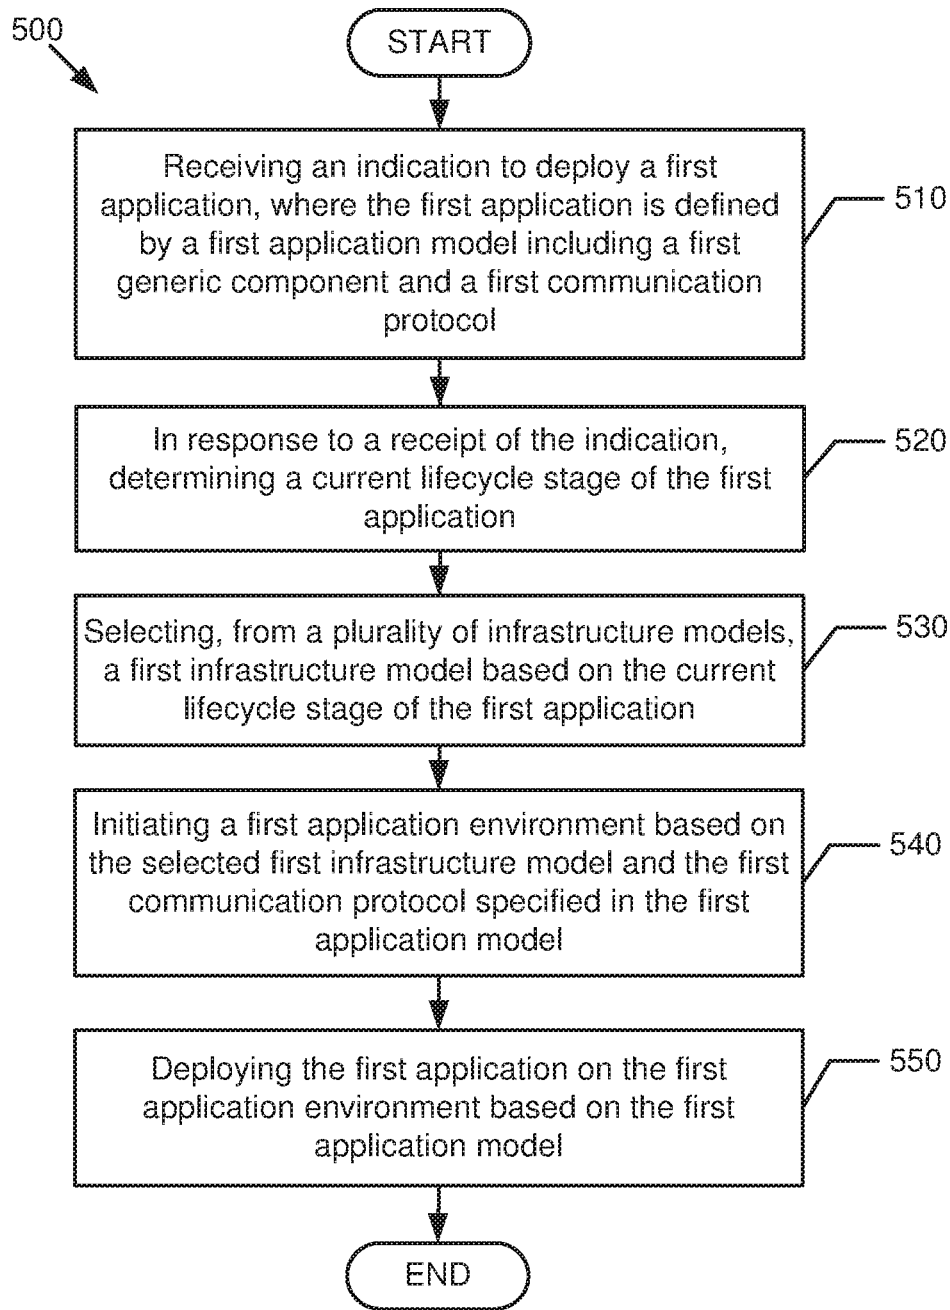 500
START
Receiving an indication to deploy a first
application, where the first application is defined
by a first application model including a first
generic component and a first communication
protocol
510
In response to a receipt of the indication,
determining a current lifecycle stage of the first
application
520
Selecting, from a plurality of infrastructure models,
a first infrastructure model based on the current
lifecycle stage of the first application
530
Initiating a first application environment based on
the selected first infrastructure model and the first
communication protocol specified in the first
application model
540
Deploying the first application on the first
application environment based on the first
application model
550
END